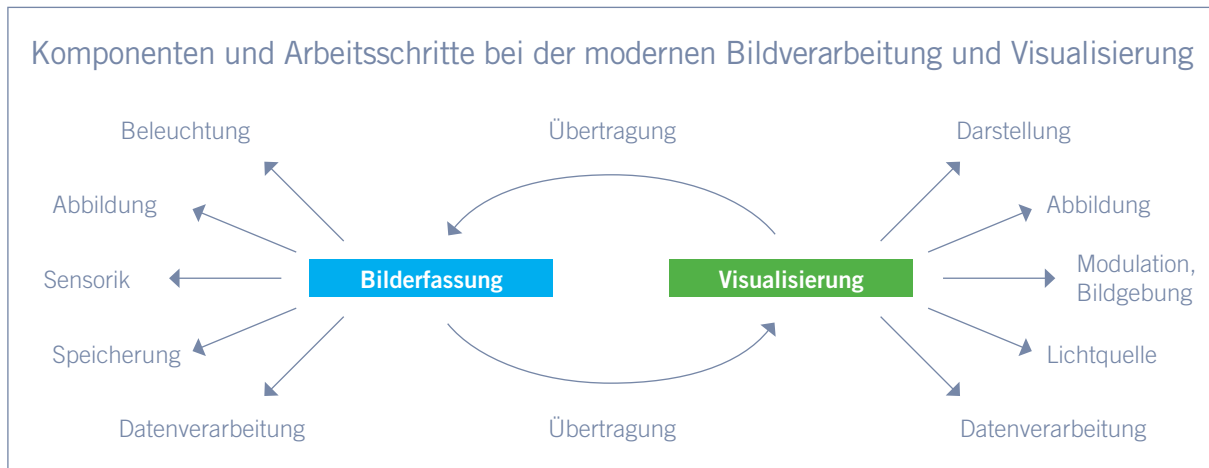 Komponenten und Arbeitsschritte bei der modernen Bildverarbeitung und Visualisierung
Beleuchtung
Übertragung
Darstellung
Abbildung
Abbildung
Sensorik
Bilderfassung
Visualisierung
Modulation,
Bildgebung
Speicherung
Lichtquelle
Datenverarbeitung
Übertragung
Datenverarbeitung